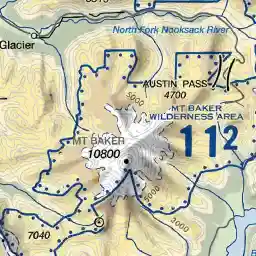 North Fork Nooksack River
Glacier
AUSTIN PASS
4700
5000
MT BAKER
WILDERNESS AREA
112
MT BAKER
10800
5000
3000
7040